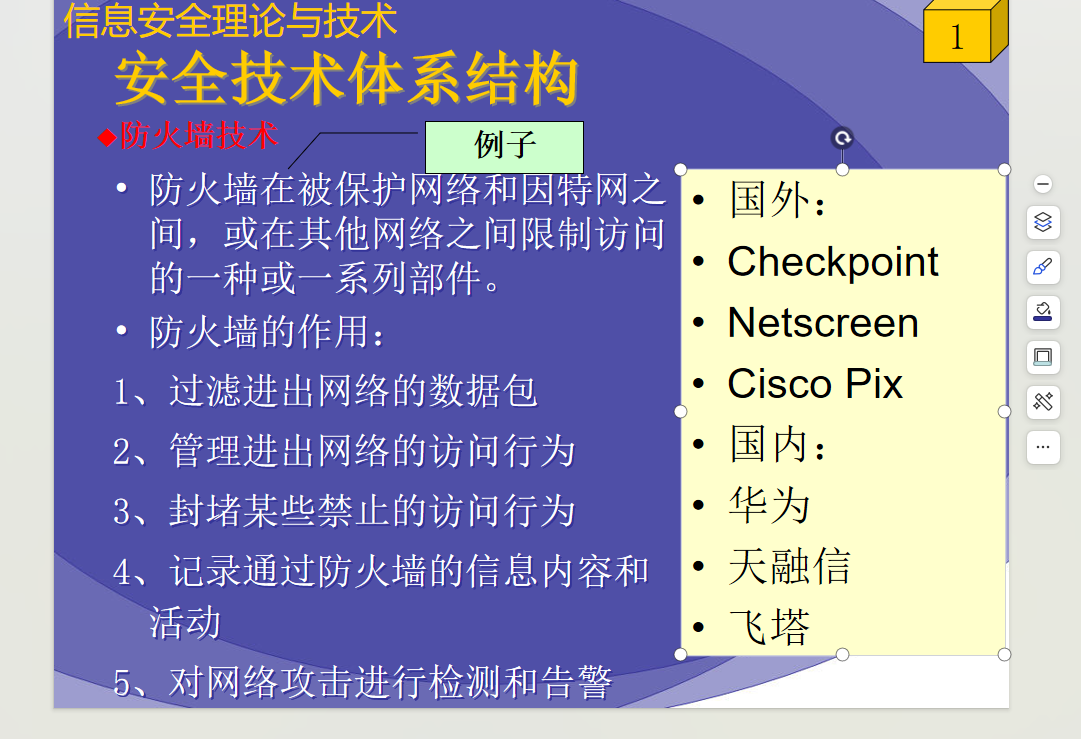 信息安全理论与技术
1
安全技术体系结构
◆防火墙技术
例子
• 防火墙在被保护网络和因特网之
间，或在其他网络之间限制访问
的一种或一系列部件。
• 防火墙的作用：
1、过滤进出网络的数据包
2、管理进出网络的访问行为
3、封堵某些禁止的访问行为
4、记录通过防火墙的信息内容和
活动
5、对网络攻击进行检测和告警
• 国外：
• Checkpoint
• Netscreen
• Cisco Pix
• 国内：
• 华为
• 天融信
• 飞塔